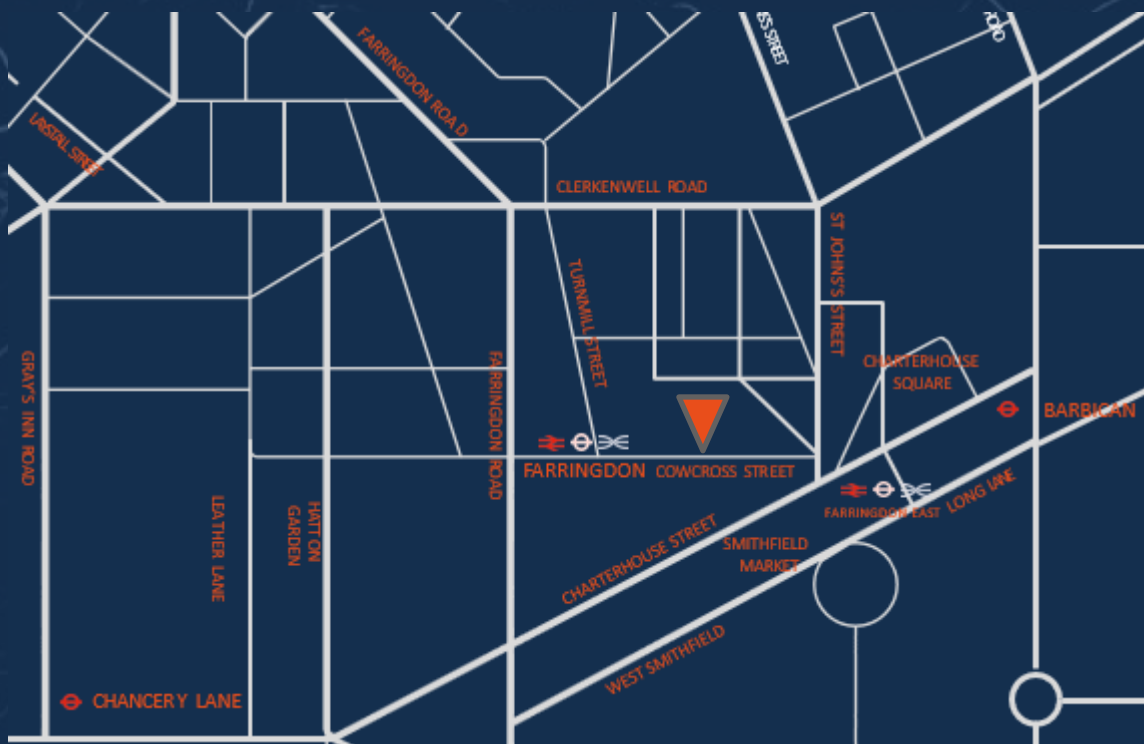 FARRINGDON ROAD
LAYSTALL STREET
CLERKENWELL ROAD
ST JOHNS'S STREET
TURNMILL STREET
GRAY'S INN ROAD
FARRINGDON ROAD
CHARTERHOUSE
SQUARE
BARBICAN
FARRINGDON
COWCROSS STREET
LONG LANE
FARRINGDON EAST
LEATHER LANE
HATTON
GARDEN
CHARTERHOUSE STREET
SMITHFIELD
MARKET
WEST SMITHFIELD
CHANCERY LANE